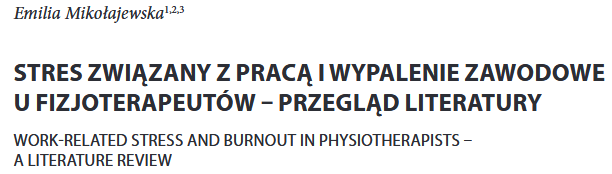 Emilia Mikołajewska1,2,3
STRES ZWIĄZANY Z PRACĄ I WYPALENIE ZAWODOWE
U FIZJOTERAPEUTÓW – PRZEGLĄD LITERATURY
WORK-RELATED STRESS AND BURNOUT IN PHYSIOTHERAPISTS –
A LITERATURE REVIEW